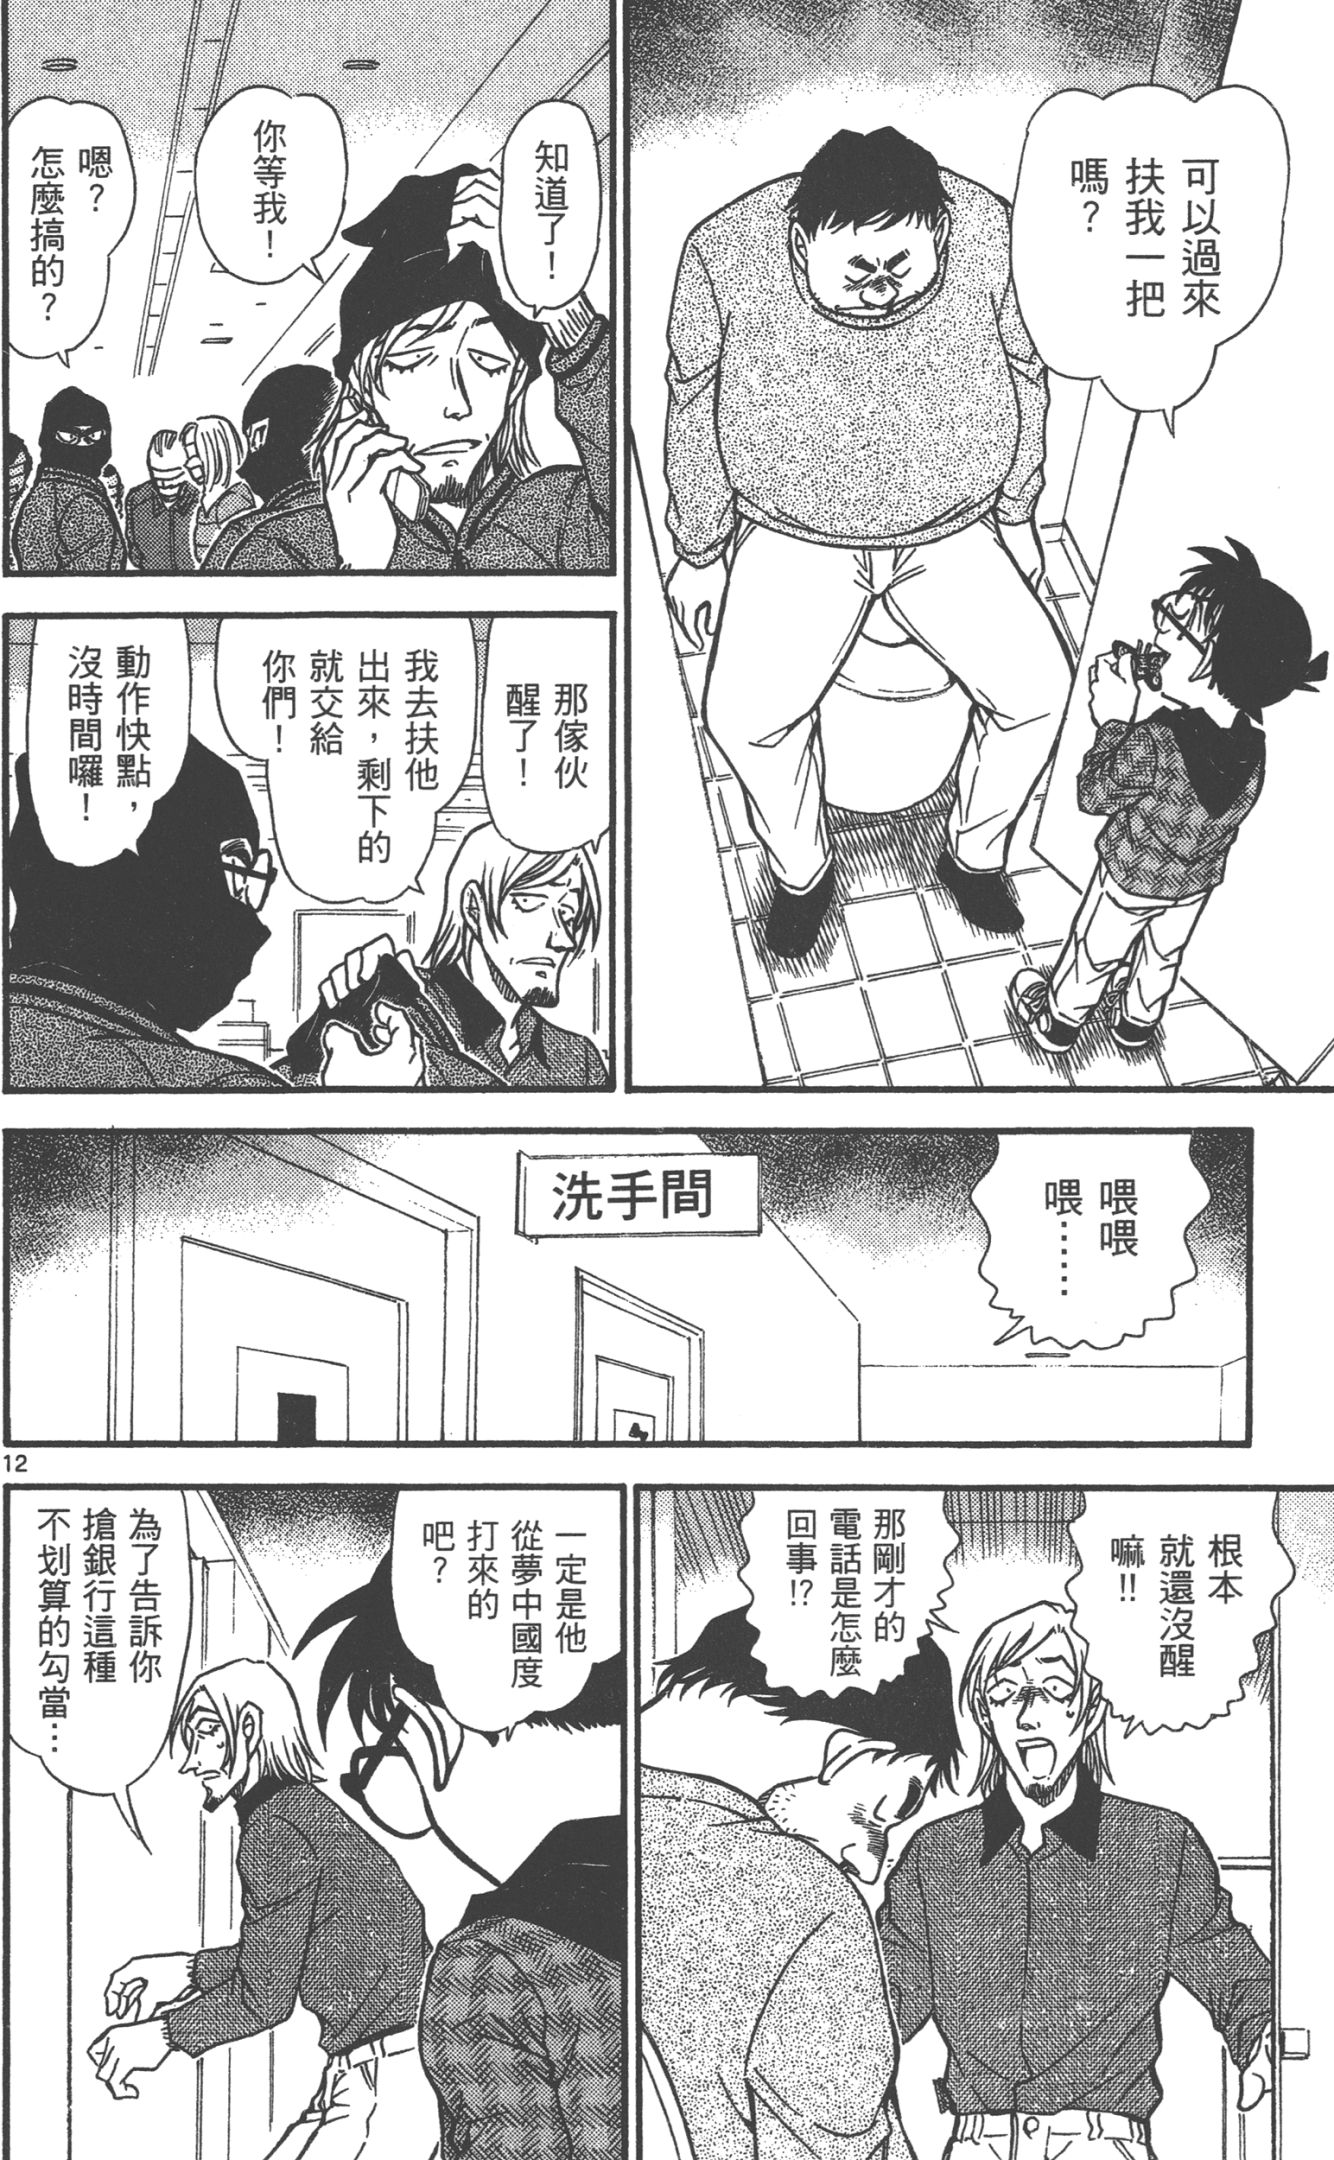 可以過來
扶我一把
嗎？
知道了！
你等我！
嗯？
怎麼搞的？
那傢伙
醒了！
我去扶他
出來，剩下的
就交給
你們！
動作快點，
沒時間囉！
喂喂
喂……
洗手間
根本
就還沒醒
嘛!!
那剛才的
電話是怎麼
回事!?
一定是他
從夢中國度
打來的
吧？
為了告訴你
搶銀行這種
不划算的勾當…
12